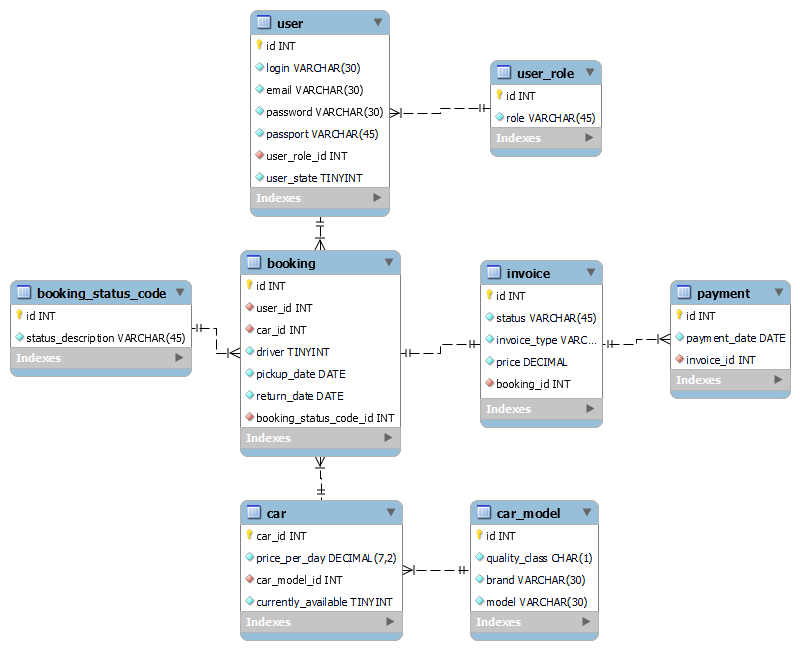 user
id INT
login VARCHAR(30)
email VARCHAR(30)
password VARCHAR(30)
passport VARCHAR(45)
user_role_id INT
user_state TINYINT
Indexes
user_role
id INT
role VARCHAR(45)
Indexes
booking_status_code
id INT
status_description VARCHAR(45)
Indexes
booking
id INT
user_id INT
car_id INT
driver TINYINT
pickup_date DATE
return_date DATE
booking_status_code_id INT
Indexes
invoice
id INT
status VARCHAR(45)
invoice_type VARC...
price DECIMAL
booking_id INT
Indexes
payment
id INT
payment_date DATE
invoice_id INT
Indexes
car
car_id INT
price_per_day DECIMAL(7,2)
car_model_id INT
currently_available TINYINT
Indexes
car_model
id INT
quality_class CHAR(1)
brand VARCHAR(30)
model VARCHAR(30)
Indexes